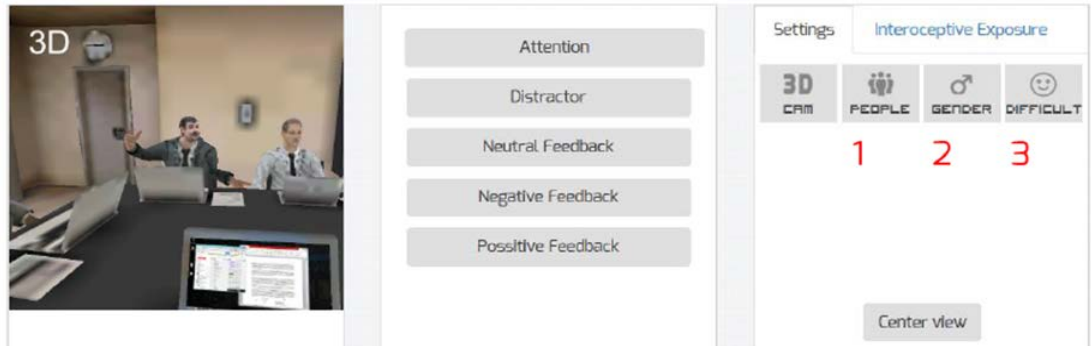 3D
Attention
Distractor
Neutral Feedback
Negative Feedback
Possitive Feedback
Settings
Interoceptive Exposure
3D
CAM
PEOPLE
GENDER
DIFFICULT
1
2
3
Center view